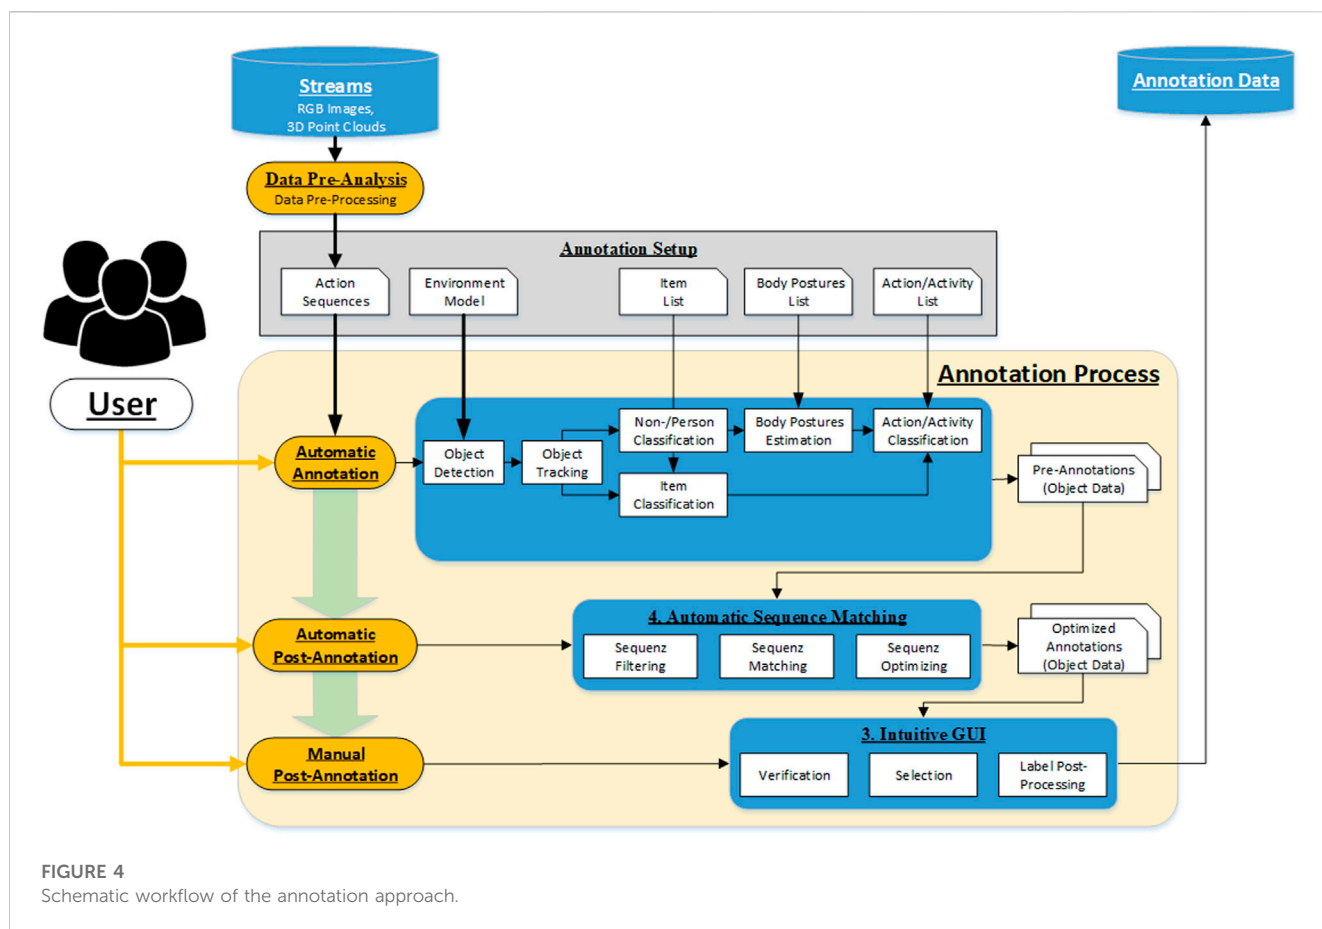 Streams
RGB Images,
3D Point Clouds
Annotation Data
Data Pre-Analysis
Data Pre-Processing
Annotation Setup
Action
Sequences
Environment
Model
Item
List
Body Postures
List
Action/Activity
List
User
Annotation Process
Automatic
Annotation
Object
Detection
Object
Tracking
Non-/Person
Classification
Body Postures
Estimation
Action/Activity
Classification
Item
Classification
Pre-Annotations
(Object Data)
Automatic
Post-Annotation
4. Automatic Sequence Matching
Sequenz
Filtering
Sequenz
Matching
Sequenz
Optimizing
Optimized
Annotations
(Object Data)
Manual
Post-Annotation
3. Intuitive GUI
Verification
Selection
Label Post-
Processing
FIGURE 4
Schematic workflow of the annotation approach.